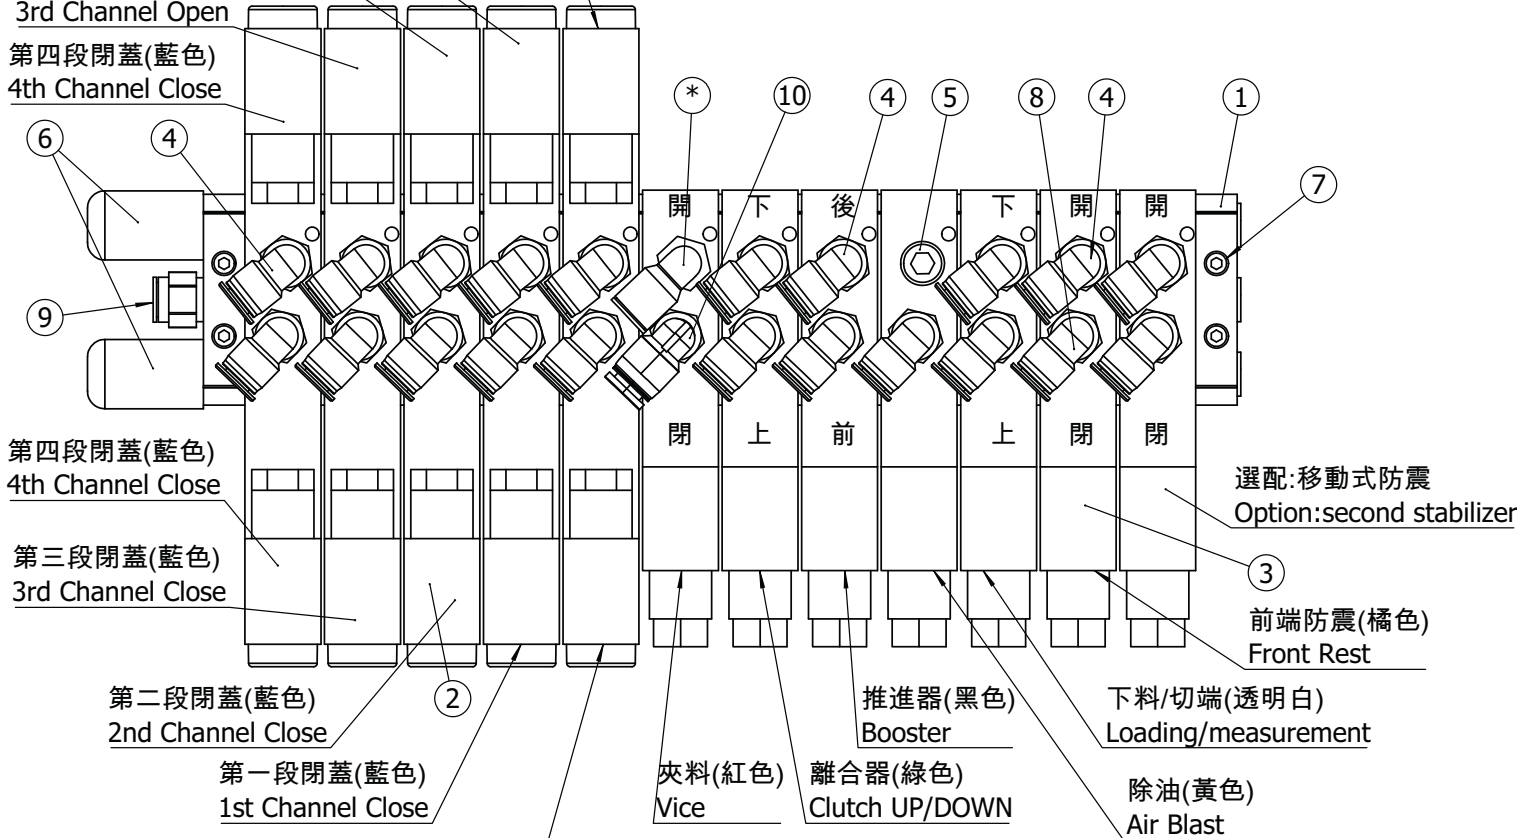 3rd Channel Open
第四段閉蓋(藍色)
4th Channel Close
6
4
*
10
4
5
8
4
1
7
9
開
下
後
下
開
開
閉
上
前
上
閉
閉
第四段閉蓋(藍色)
4th Channel Close
第三段閉蓋(藍色)
3rd Channel Close
選配:移動式防震
Option:second stabilizer
3
前端防震(橘色)
Front Rest
2
第二段閉蓋(藍色)
2nd Channel Close
推進器(黑色)
Booster
下料/切端(透明白)
Loading/measurement
第一段閉蓋(藍色)
1st Channel Close
夾料(紅色)
Vice
離合器(綠色)
Clutch UP/DOWN
除油(黃色)
Air Blast